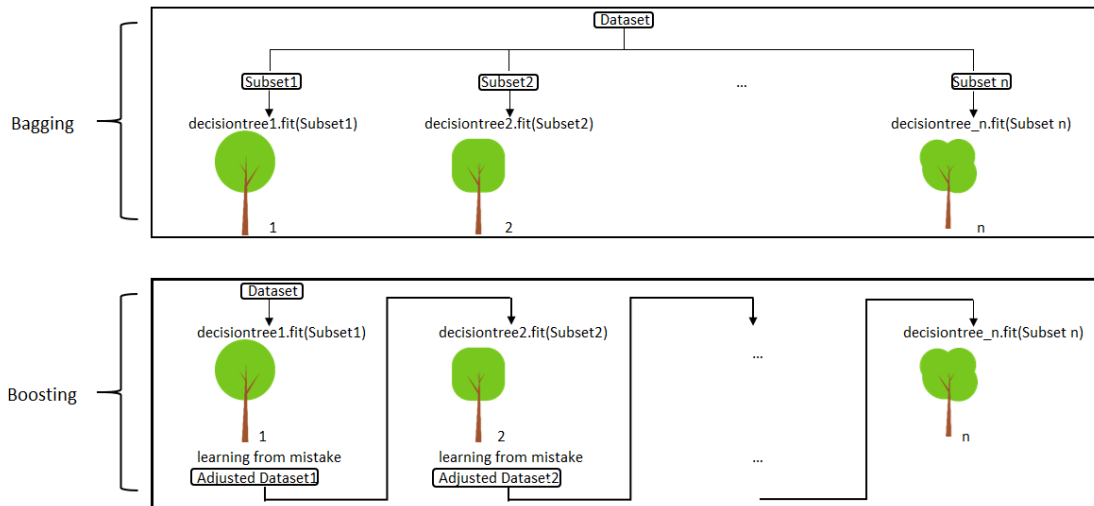 Dataset
Subset1 Subset2 ... Subset n
Bagging
decisiontree1.fit(Subset1) decisiontree2.fit(Subset2) decisiontree_n.fit(Subset n)
1 2 n
Dataset
decisiontree1.fit(Subset1) decisiontree2.fit(Subset2) decisiontree_n.fit(Subset n)
...
Boosting
1 2 n
learning from mistake learning from mistake ...
Adjusted Dataset1 Adjusted Dataset2